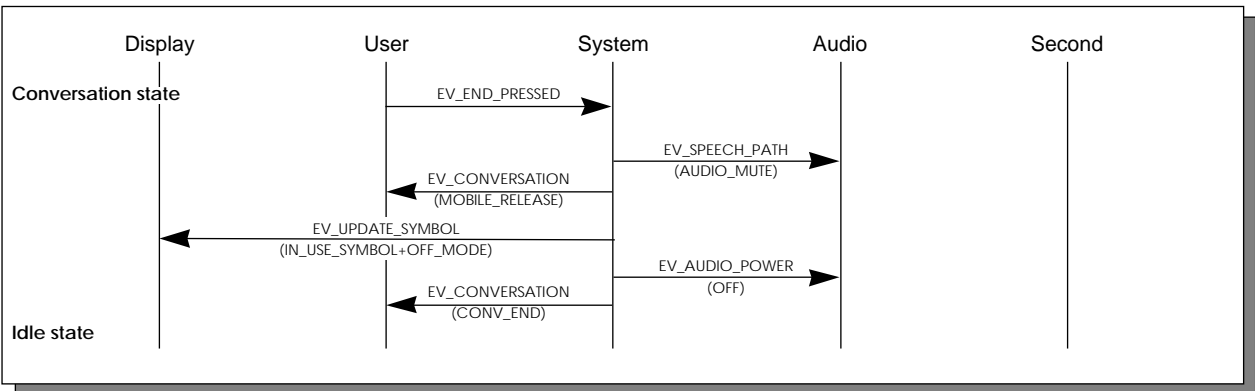 Display User System Audio Second
Conversation state
EV_END_PRESSED
EV_SPEECH_PATH
(AUDIO_MUTE)
EV_CONVERSATION
(MOBILE_RELEASE)
EV_UPDATE_SYMBOL
(IN_USE_SYMBOL+OFF_MODE)
EV_AUDIO_POWER
(OFF)
EV_CONVERSATION
(CONV_END)
Idle state